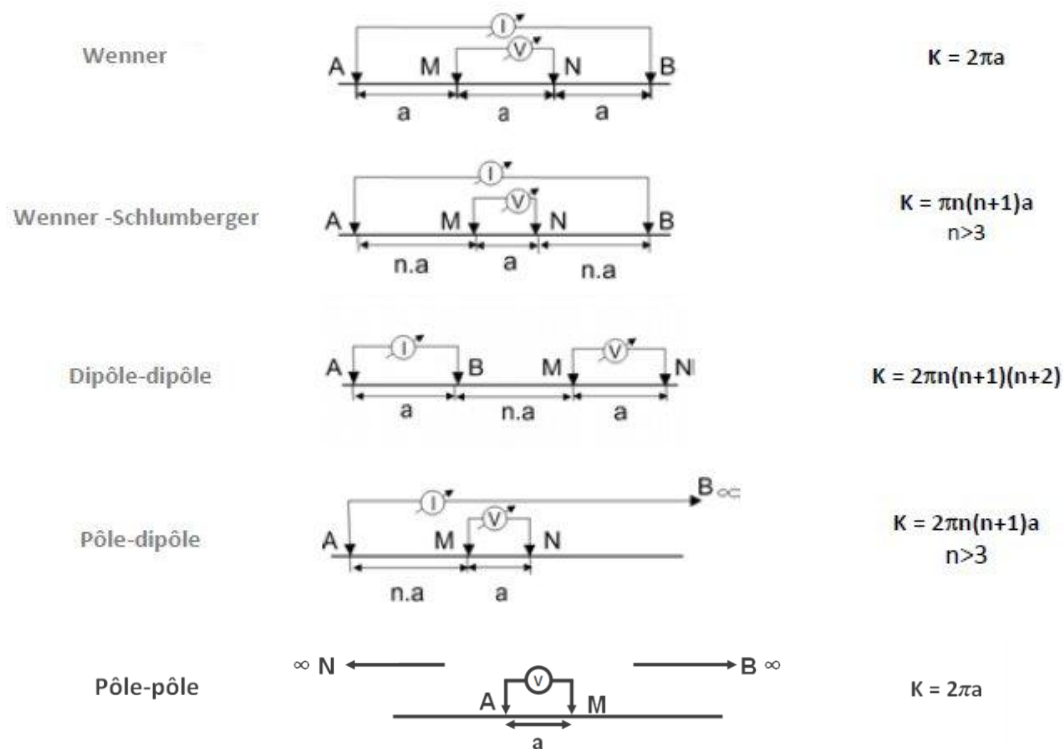 Wenner
I
V
A M N B
a a a
K = 2πa
Wenner -Schlumberger
I
V
A M N B
n.a a n.a
K = πn(n+1)a
n>3
Dipôle-dipôle
I V
A B M N
a n.a a
K = 2πn(n+1)(n+2)
Pôle-dipôle
B ∞
I
V
A M N
n.a a
K = 2πn(n+1)a
n>3
Pôle-pôle
∞ N B ∞
V
A M
a
K = 2πa